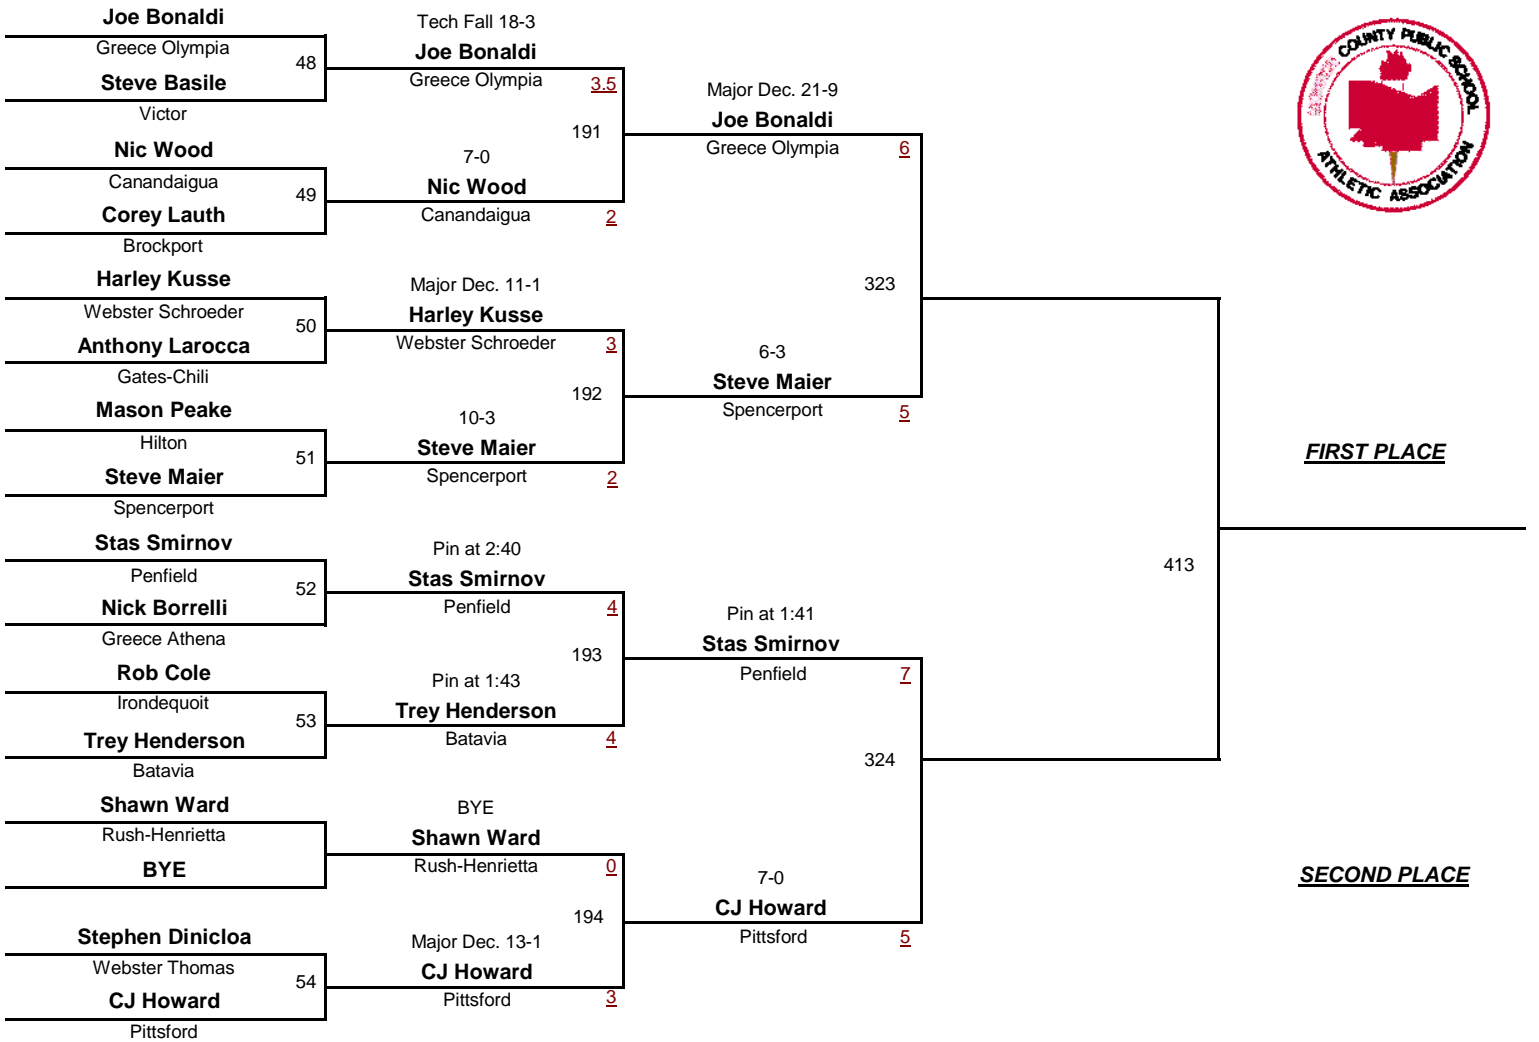 Joe Bonaldi
Greece Olympia
48
Steve Basile
Victor
Nic Wood
Canandaigua
49
Corey Lauth
Brockport
Harley Kusse
Webster Schroeder
50
Anthony Larocca
Gates-Chili
Mason Peake
Hilton
51
Steve Maier
Spencerport
Stas Smirnov
Penfield
52
Nick Borrelli
Greece Athena
Rob Cole
Irondequoit
53
Trey Henderson
Batavia
Shawn Ward
Rush-Henrietta
BYE
Stephen Dinicloa
Webster Thomas
54
CJ Howard
Pittsford
Tech Fall 18-3
Joe Bonaldi
Greece Olympia 3.5
191
7-0
Nic Wood
Canandaigua 2
Major Dec. 11-1
Harley Kusse
Webster Schroeder 3
192
10-3
Steve Maier
Spencerport 2
Pin at 2:40
Stas Smirnov
Penfield 4
193
Pin at 1:43
Trey Henderson
Batavia 4
BYE
Shawn Ward
Rush-Henrietta 0
194
Major Dec. 13-1
CJ Howard
Pittsford 3
Major Dec. 21-9
Joe Bonaldi
Greece Olympia 6
323
6-3
Steve Maier
Spencerport 5
Pin at 1:41
Stas Smirnov
Penfield 7
324
7-0
CJ Howard
Pittsford 5
413
COUNTY PUBLIC SCHOOL
ATHLETIC ASSOCIATION
FIRST PLACE
SECOND PLACE